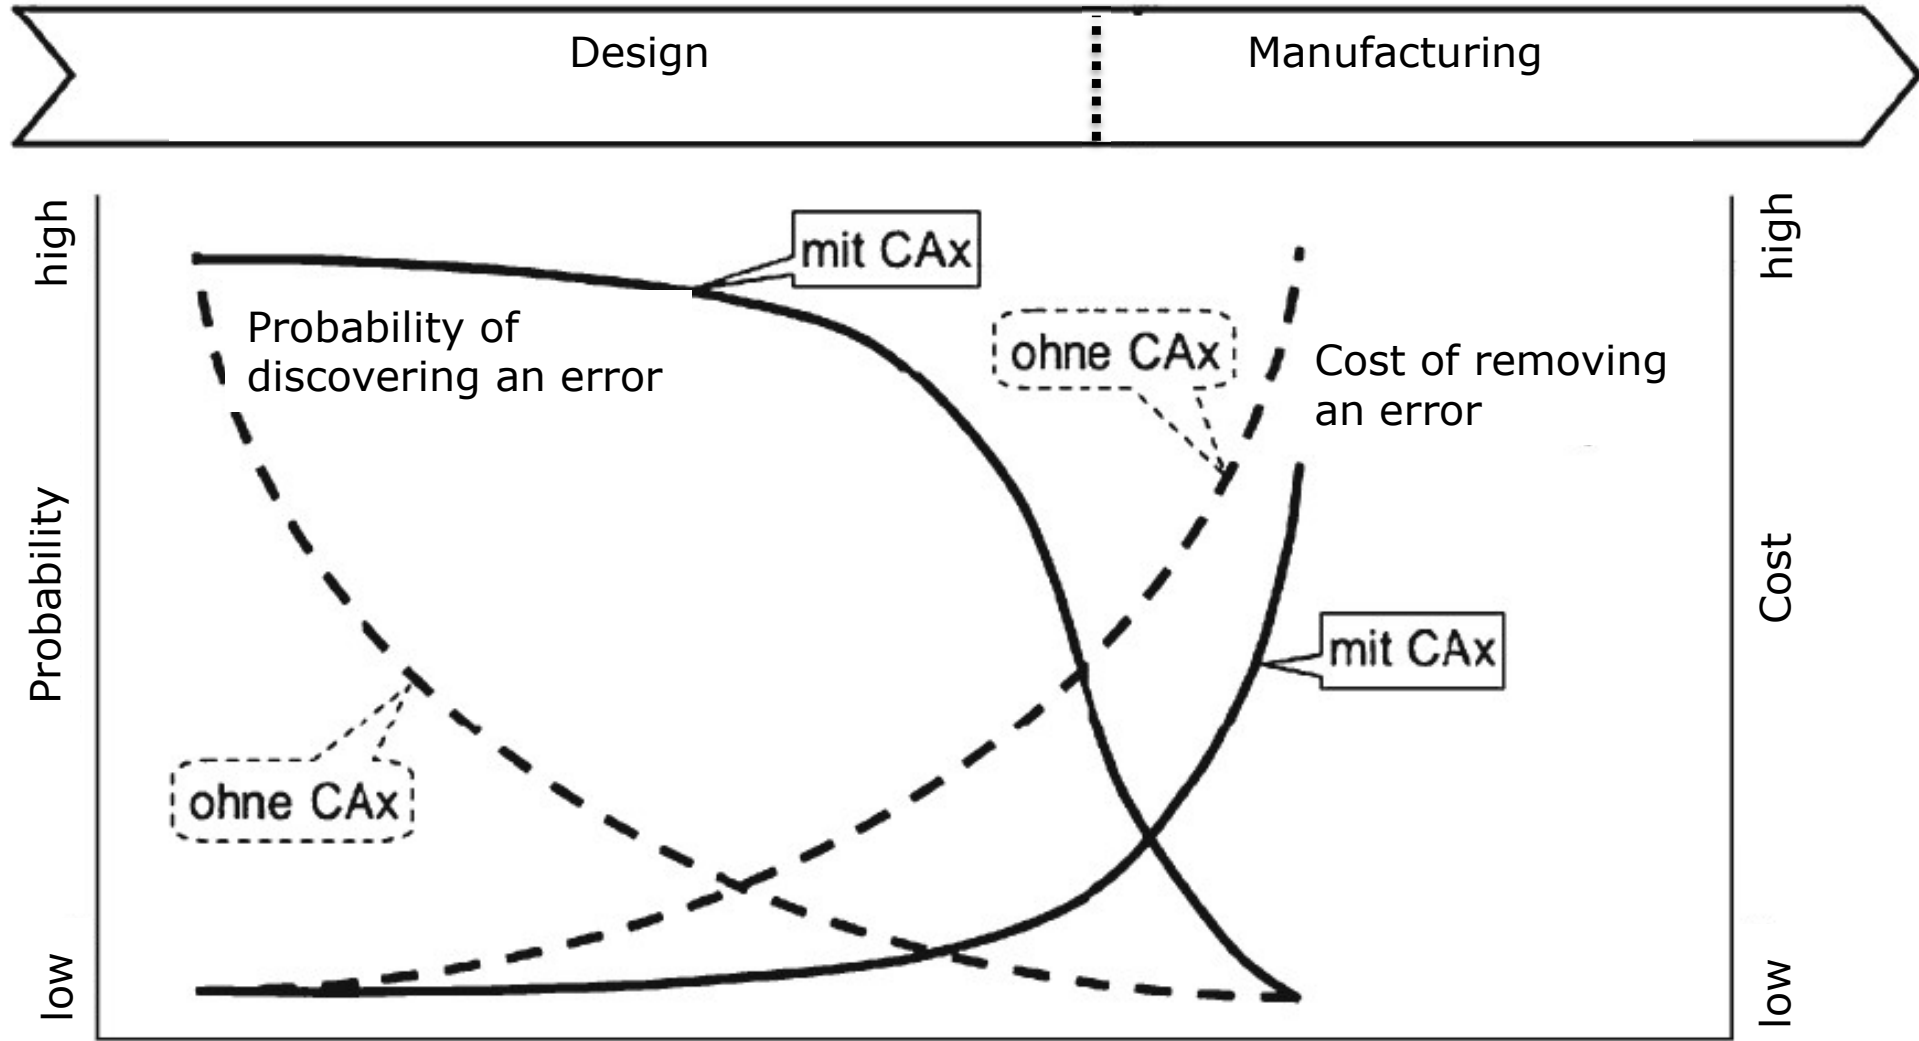 Design
Manufacturing
high
high
mit CAx
Probability of
discovering an error
ohne CAx
Cost of removing
an error
Probability
Cost
mit CAx
ohne CAx
low
low